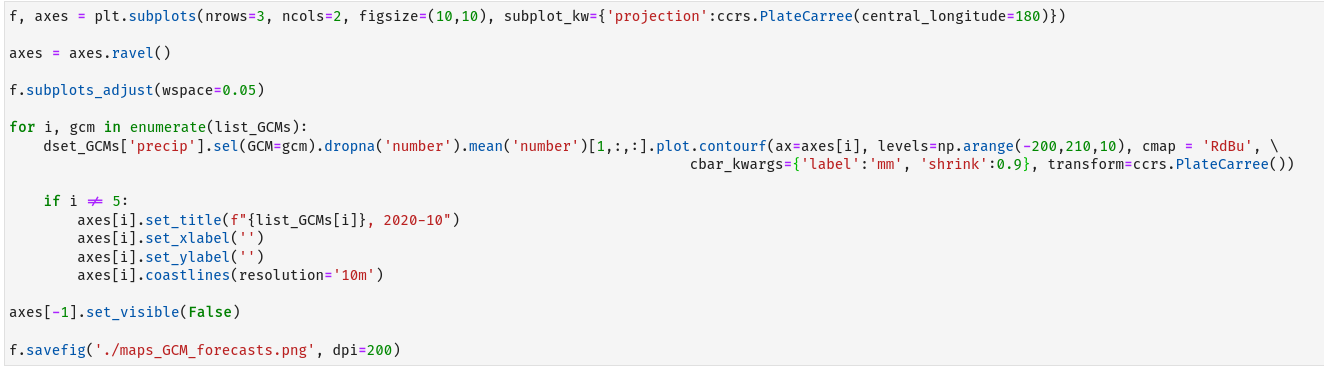 f, axes = plt.subplots(nrows=3, ncols=2, figsize=(10,10), subplot_kw={'projection':ccrs.PlateCarree(central_longitude=180)})
axes = axes.ravel()
f.subplots_adjust(wspace=0.05)
for i, gcm in enumerate(list_GCMs):
    dset_GCMs['precip'].sel(GCM=gcm).dropna('number').mean('number')[1,:,:].plot.contourf(ax=axes[i], levels=np.arange(-200,210,10), cmap = 'RdBu', \
                                                                                cbar_kwargs={'label':'mm', 'shrink':0.9}, transform=ccrs.PlateCarree())
    if i ≠ 5:
        axes[i].set_title(f"{list_GCMs[i]}, 2020-10")
        axes[i].set_xlabel('')
        axes[i].set_ylabel('')
        axes[i].coastlines(resolution='10m')
axes[-1].set_visible(False)
f.savefig('./maps_GCM_forecasts.png', dpi=200)